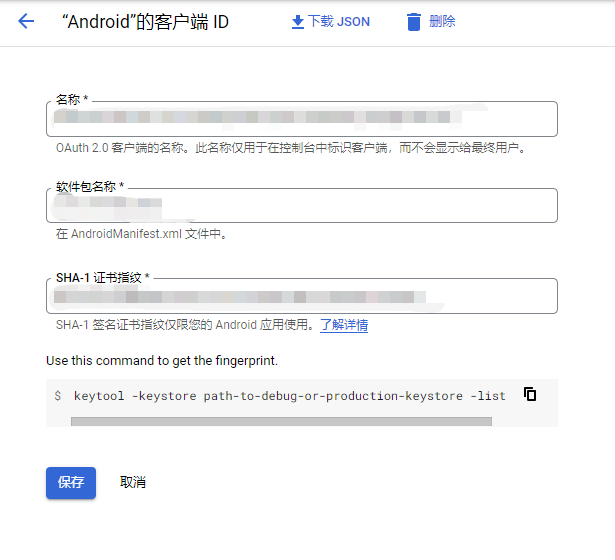 “Android”的客户端 ID
下载 JSON
删除
名称 *
OAuth 2.0 客户端的名称。此名称仅用于在控制台中标识客户端，而不会显示给最终用户。
软件包名称 *
在 AndroidManifest.xml 文件中。
SHA-1 证书指纹 *
SHA-1 签名证书指纹仅限您的 Android 应用使用。了解详情
Use this command to get the fingerprint.
$ keytool -keystore path-to-debug-or-production-keystore -list
保存
取消